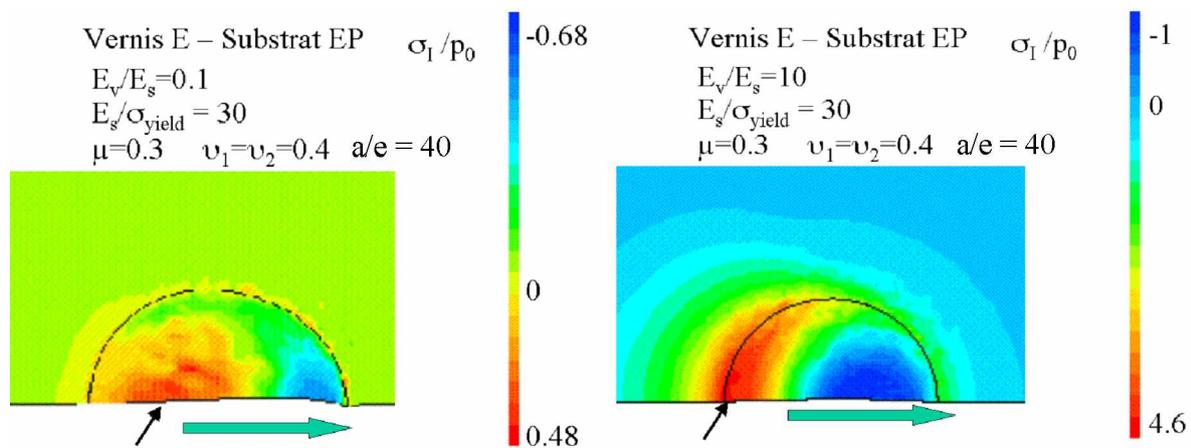 Vernis E – Substrat EP σI /p0
Ev/Es=0.1
Es/σyield = 30
μ=0.3 υ1=υ2=0.4 a/e = 40
-0.68
0
0.48
Vernis E – Substrat EP σI /p0
Ev/Es=10
Es/σyield = 30
μ=0.3 υ1=υ2=0.4 a/e = 40
-1
0
4.6